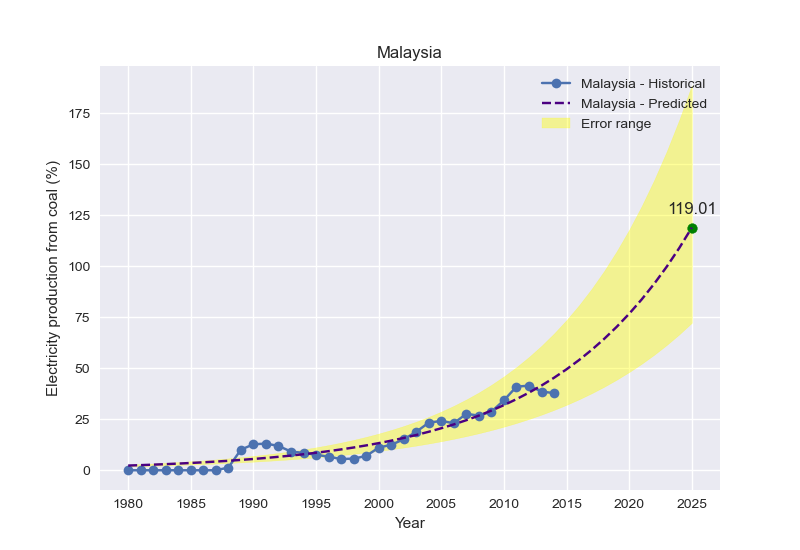 Malaysia
Malaysia - Historical
Malaysia - Predicted
Error range
119.01
Electricity production from coal (%)
175
150
125
100
75
50
25
0
1980 1985 1990 1995 2000 2005 2010 2015 2020 2025
Year